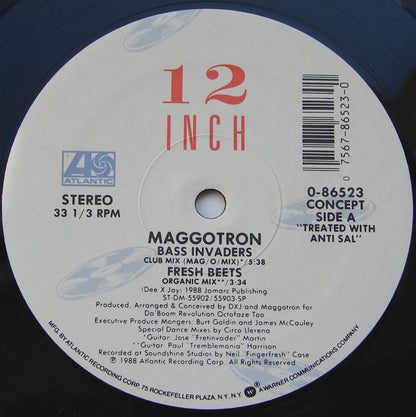 12
INCH
0 7567-86523-0
ATLANTIC
STEREO
33 1/3 RPM
0-86523
CONCEPT
SIDE A
"TREATED WITH
ANTI SAL"
MAGGOTRON
BASS INVADERS
CLUB MIX (MAG/O/MIX)*/5:38
FRESH BEETS
ORGANIC MIX**/3:34
(Dee X Jay) 1988 Jamarc Publishing
ST-DM-55902/55903-SP
Produced, Arranged and Conceived by DXJ and Maggotron for
Da'Boom Revolution Octofaze Too
Executive Produce Mongers: Burt Goldin and James McCauley
Special Dance Mixes by Circo Llerena
*Guitar: Jose "Fretinvader" Martin
**Guitar: Paul "Tremblemania" Harrison
Recorded at Soundshine Studios by Neil "Fingerfresh" Case
℗ 1988 Atlantic Recording Corp. All Rights Reserved.
MFG. BY ATLANTIC RECORDING CORP. 75 ROCKEFELLER PLAZA, N.Y., N.Y. W A WARNER COMMUNICATIONS COMPANY